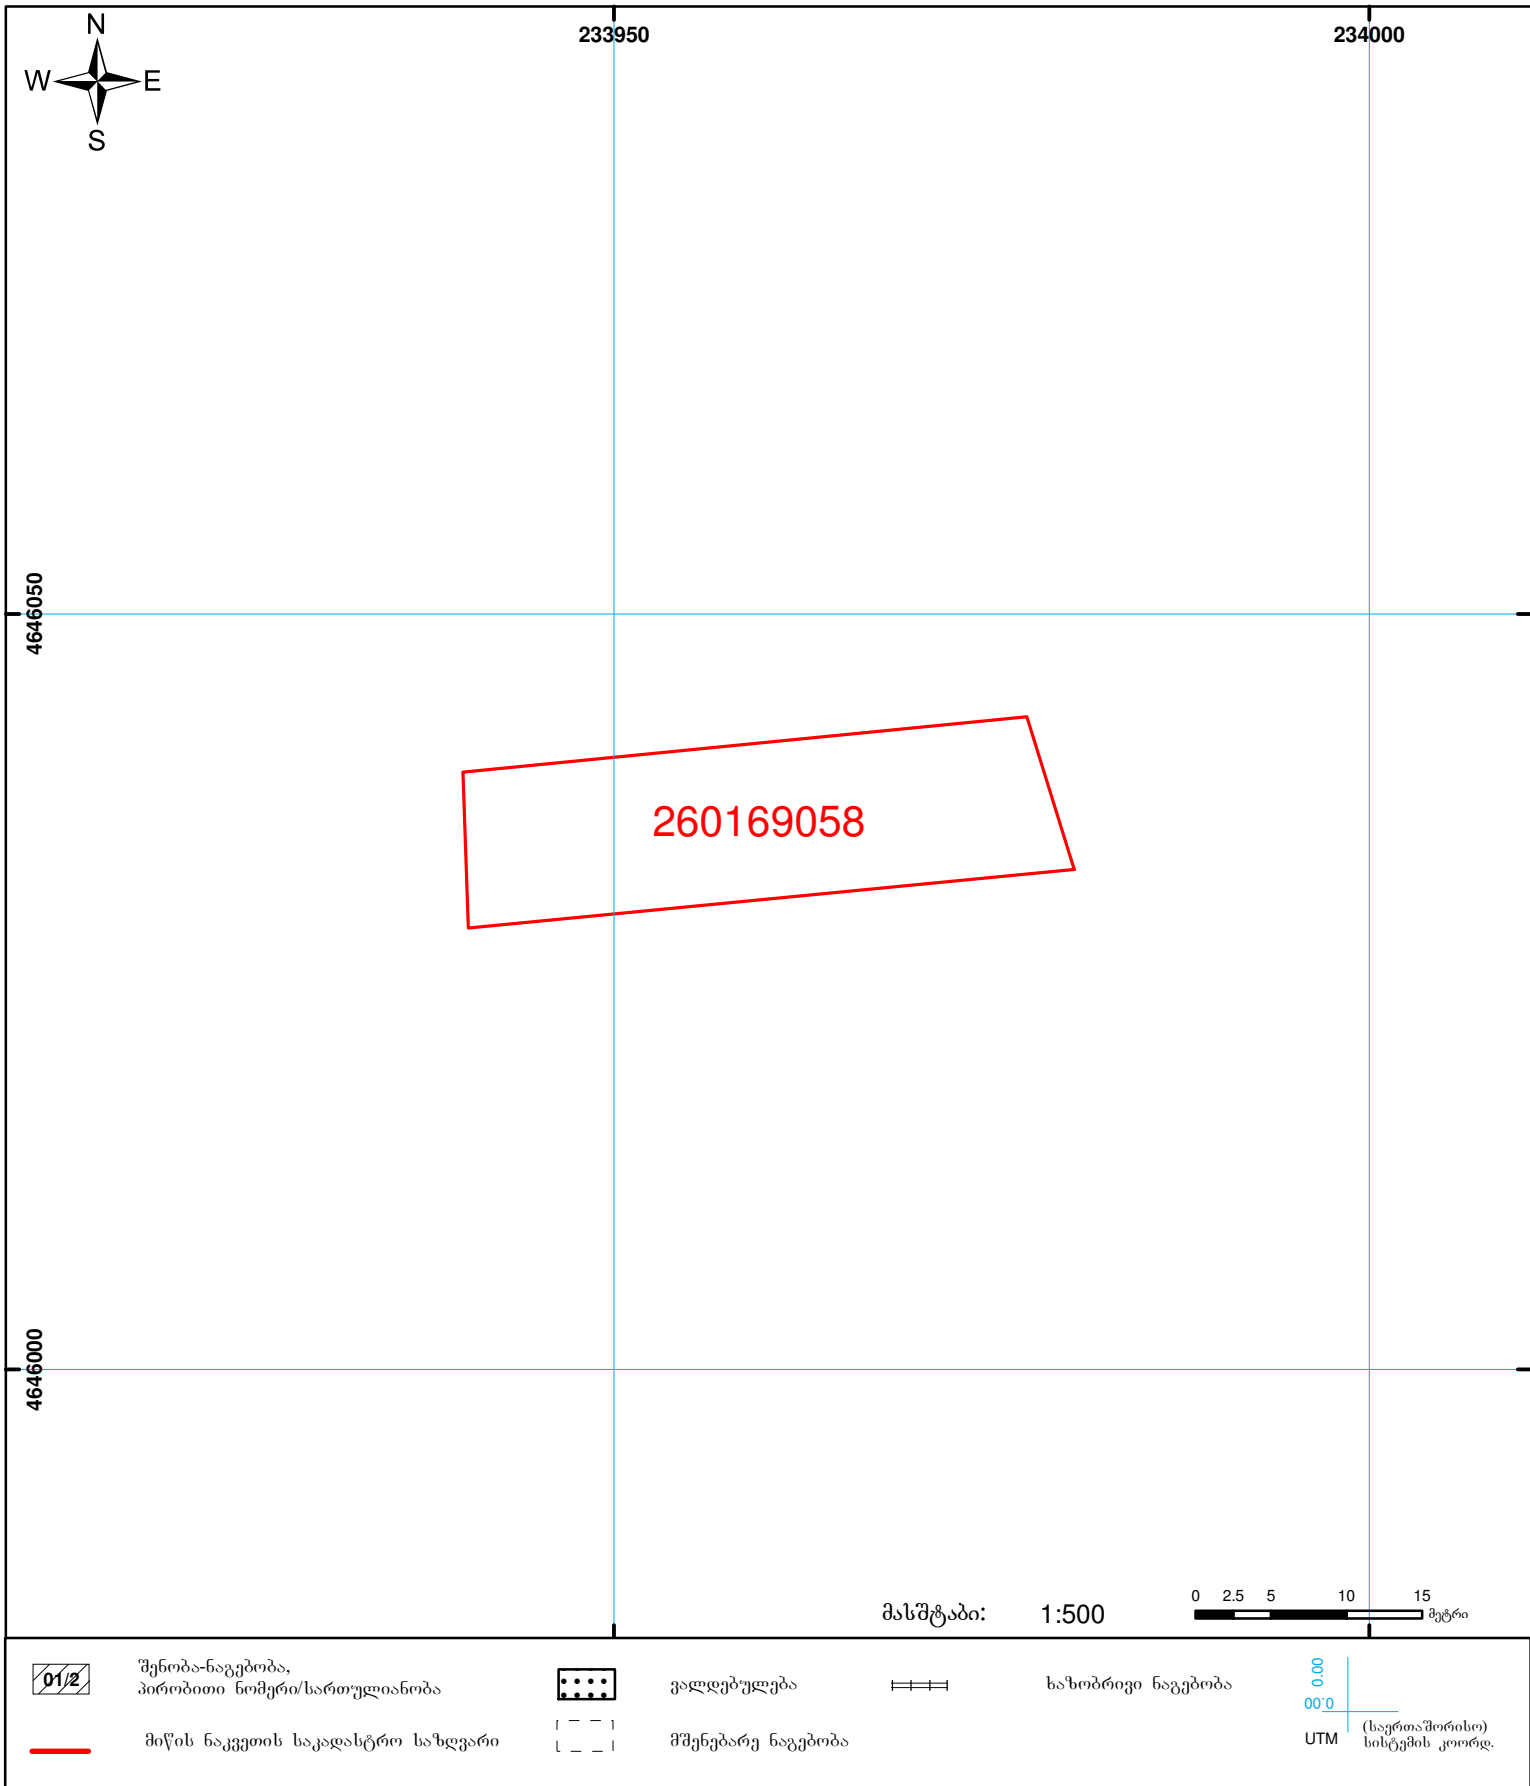 N
W E
S
233950
234000
4646050
260169058
4646000
მასშტაბი: 1:500
0 2.5 5 10 15
მეტრი
01/2
შენობა-ნაგებობა,
პირობითი ნომერი/სართულიანობა
ვალდებულება
ხაზობრივი ნაგებობა
00.0
0.00
მიწის ნაკვეთის საკადასტრო საზღვარი
მშენებარე ნაგებობა
UTM
(საერთაშორისო)
სისტემის კოორდ.